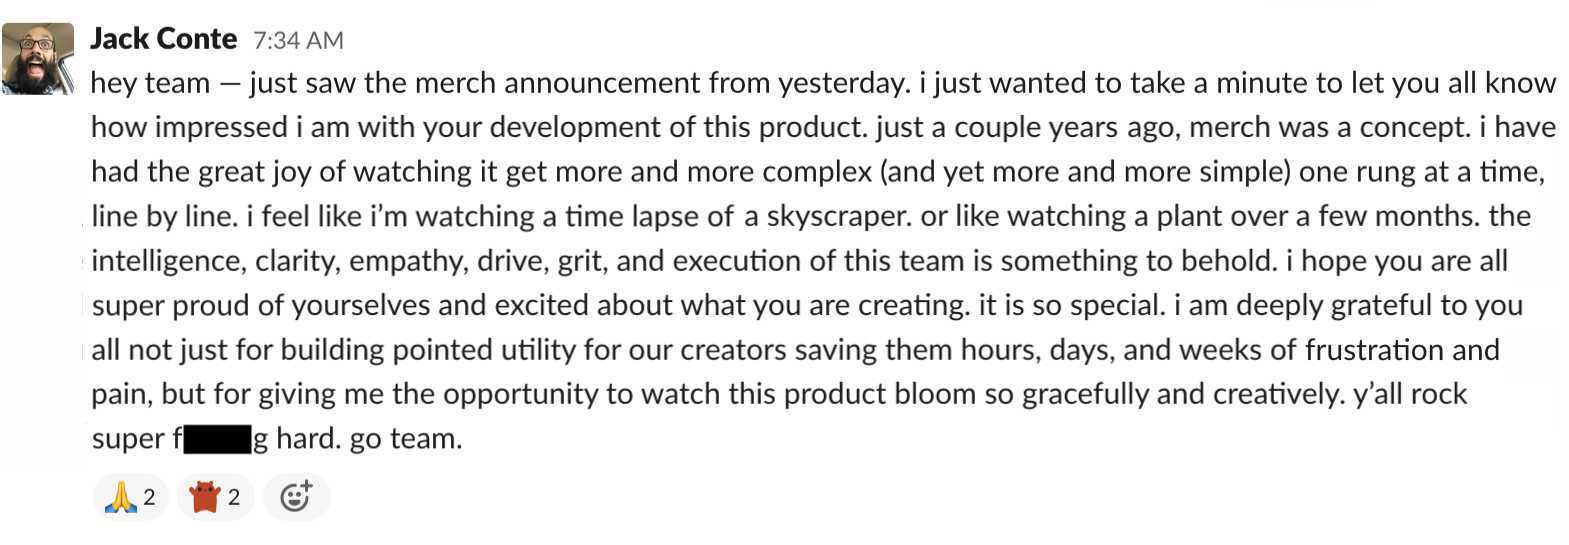 Jack Conte 7:34 AM
hey team — just saw the merch announcement from yesterday. i just wanted to take a minute to let you all know
how impressed i am with your development of this product. just a couple years ago, merch was a concept. i have
had the great joy of watching it get more and more complex (and yet more and more simple) one rung at a time,
line by line. i feel like i’m watching a time lapse of a skyscraper. or like watching a plant over a few months. the
intelligence, clarity, empathy, drive, grit, and execution of this team is something to behold. i hope you are all
super proud of yourselves and excited about what you are creating. it is so special. i am deeply grateful to you
all not just for building pointed utility for our creators saving them hours, days, and weeks of frustration and
pain, but for giving me the opportunity to watch this product bloom so gracefully and creatively. y’all rock
super f g hard. go team.
2 2